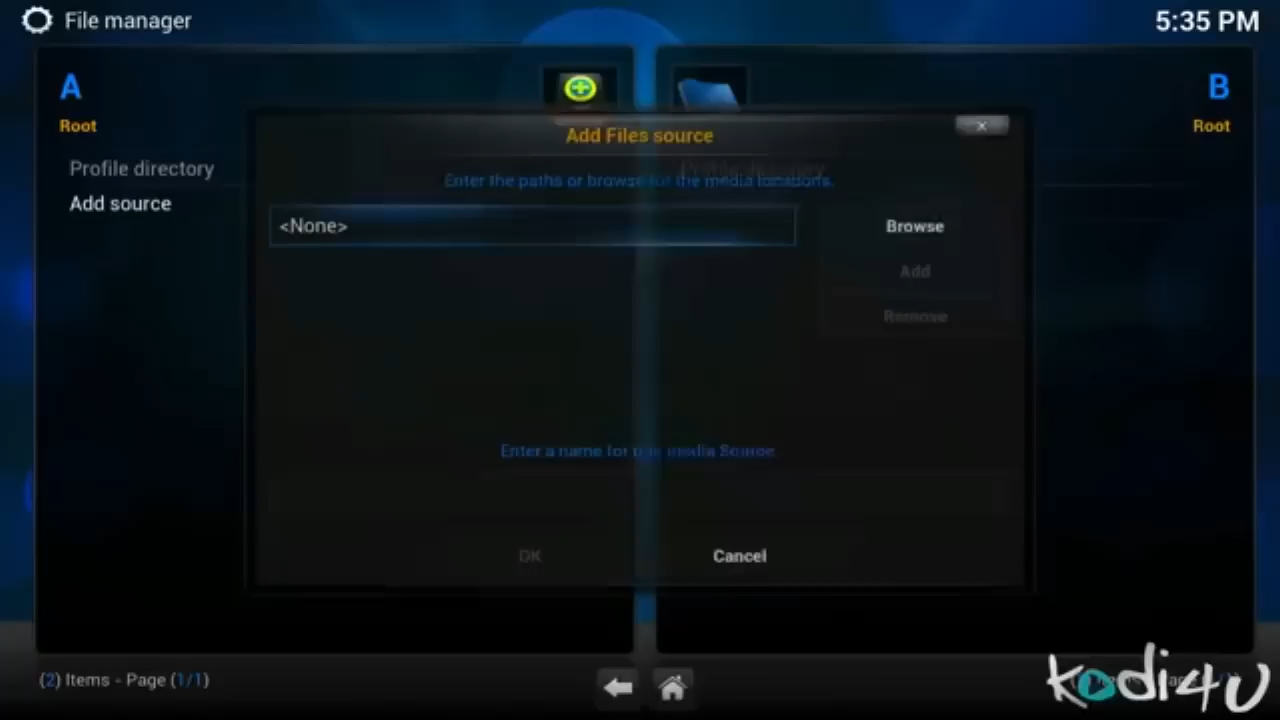 File manager
5:35 PM
A
B
Root
Root
Add Files source
Profile directory
Enter the paths or browse for the media locations.
Add source
<None>
Browse
Add
Remove
Enter a name for this media Source
OK
Cancel
(2) Items - Page (1/1)
kodi4u